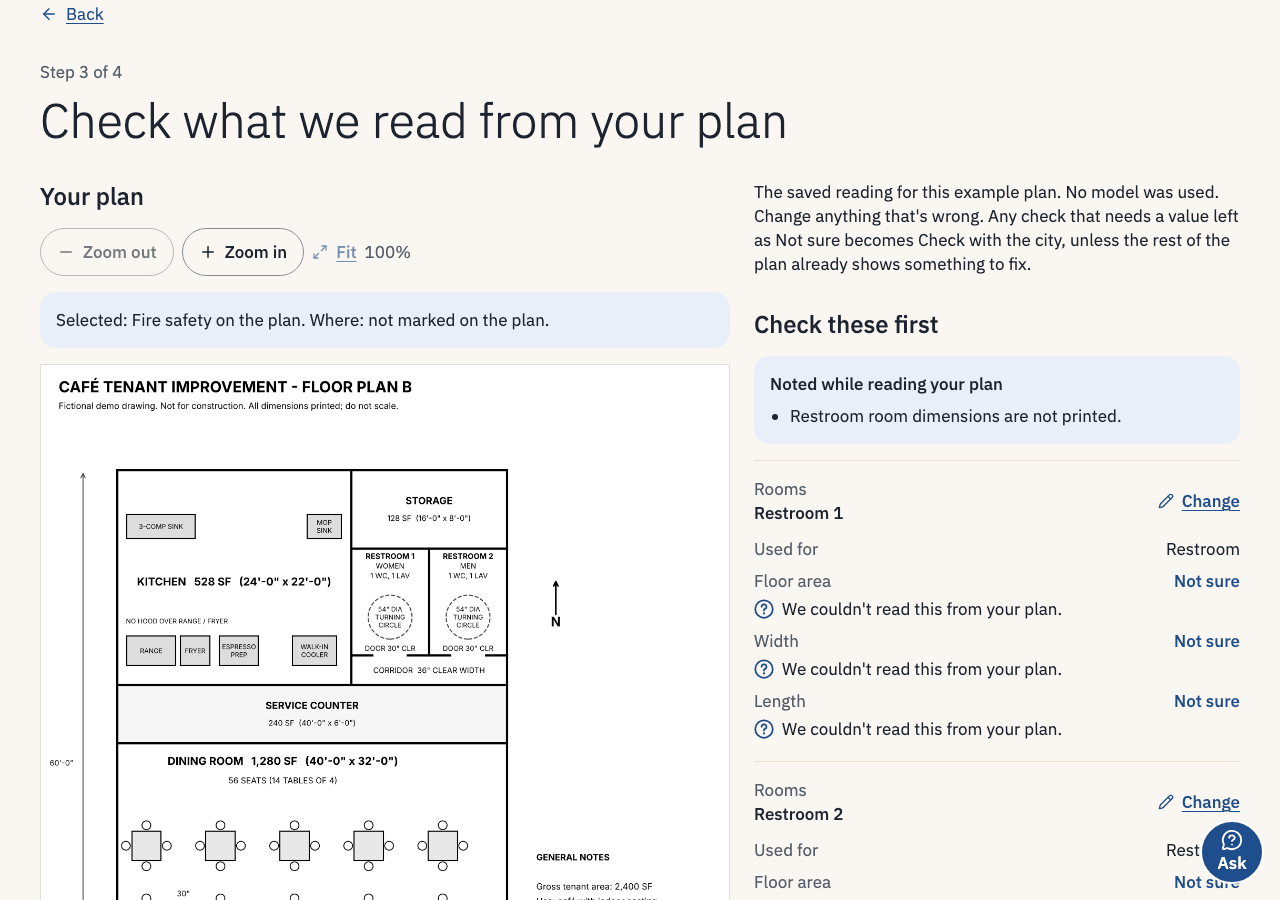 Back
Step 3 of 4
Check what we read from your plan
Your plan
Zoom out
Zoom in
Fit
100%
Selected: Fire safety on the plan. Where: not marked on the plan.
CAFÉ TENANT IMPROVEMENT - FLOOR PLAN B
Fictional demo drawing. Not for construction. All dimensions printed; do not scale.
STORAGE
128 SF (16'-0" x 8'-0")
3-COMP SINK
MOP
SINK
RESTROOM 1
WOMEN
1 WC, 1 LAV
RESTROOM 2
MEN
1 WC, 1 LAV
KITCHEN 528 SF (24'-0" x 22'-0")
54" DIA
TURNING
CIRCLE
54" DIA
TURNING
CIRCLE
NO HOOD OVER RANGE / FRYER
N
RANGE
FRYER
ESPRESSO
PREP
WALK-IN
COOLER
DOOR 30" CLR
DOOR 30" CLR
CORRIDOR 36" CLEAR WIDTH
SERVICE COUNTER
240 SF (40'-0" x 6'-0")
60'-0"
DINING ROOM 1,280 SF (40'-0" x 32'-0")
56 SEATS (14 TABLES OF 4)
30"
GENERAL NOTES
Gross tenant area: 2,400 SF
The saved reading for this example plan. No model was used.
Change anything that's wrong. Any check that needs a value left
as Not sure becomes Check with the city, unless the rest of the
plan already shows something to fix.
Check these first
Noted while reading your plan
Restroom room dimensions are not printed.
Rooms
Restroom 1
Change
Used for
Restroom
Floor area
Not sure
We couldn't read this from your plan.
Width
Not sure
We couldn't read this from your plan.
Length
Not sure
We couldn't read this from your plan.
Rooms
Restroom 2
Change
Used for
Rest
Floor area
Not sure
Ask